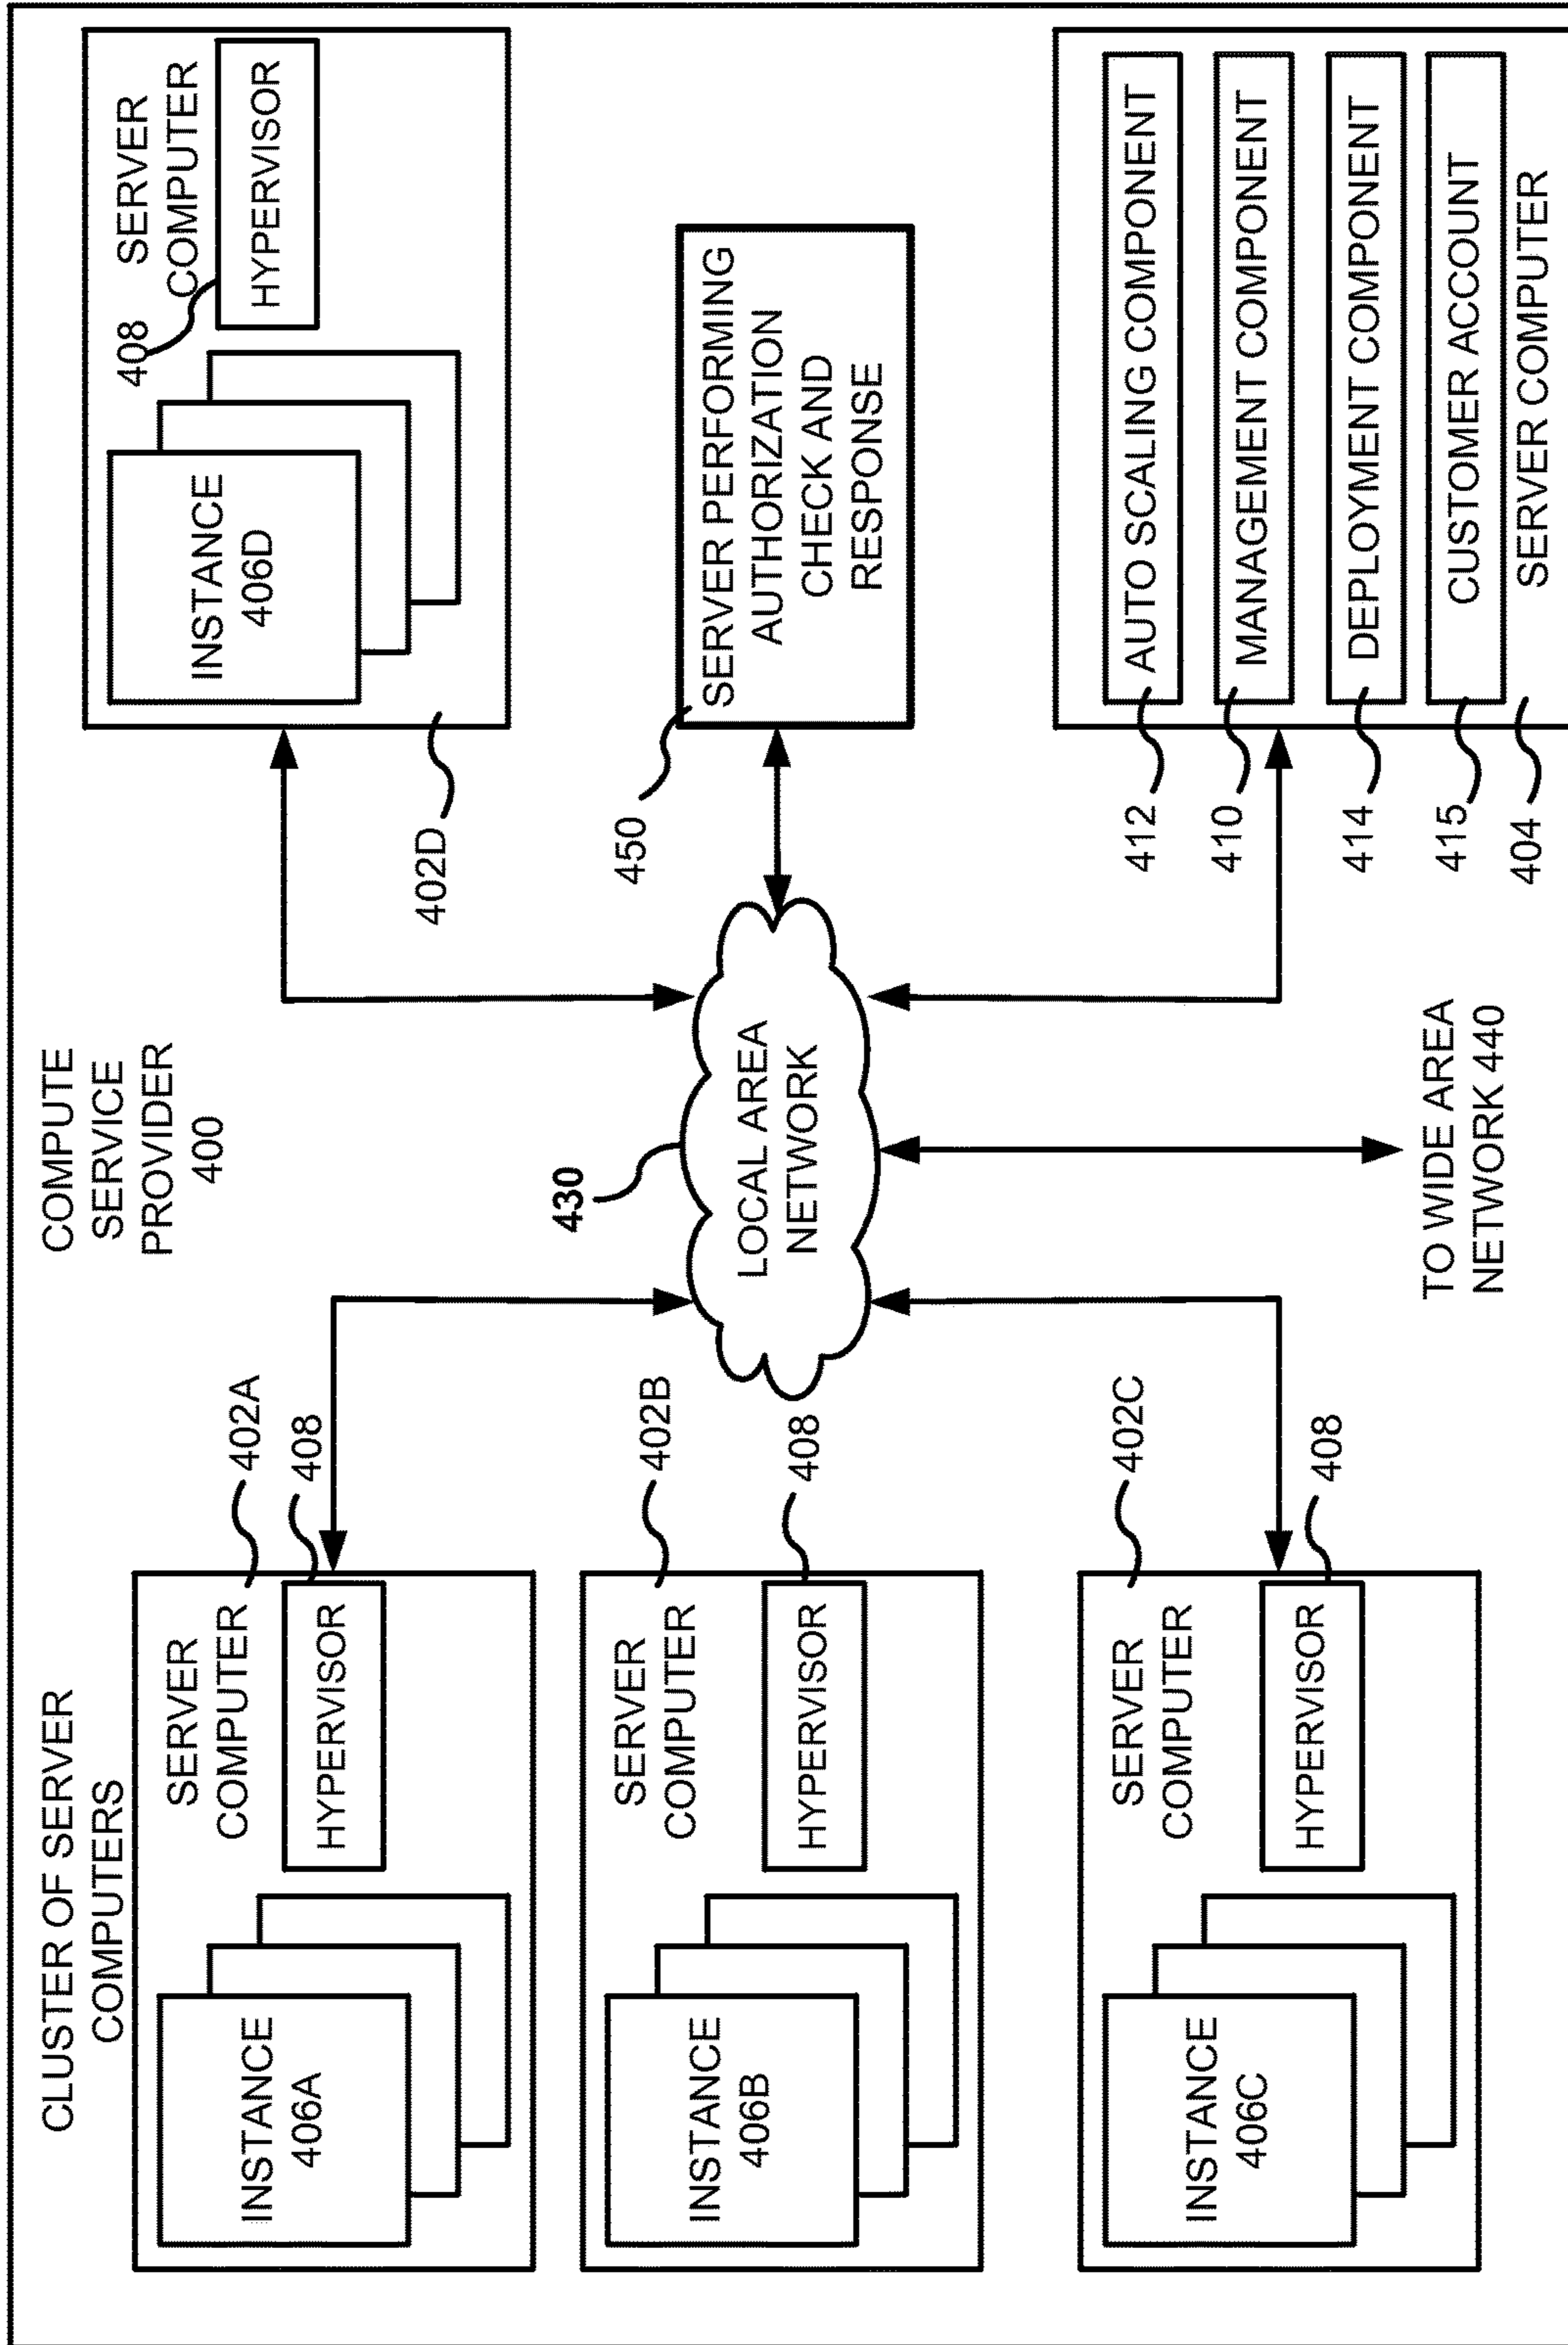 COMPUTE
SERVICE
PROVIDER
400
CLUSTER OF SERVER
COMPUTERS
SERVER
COMPUTER
402A
408
HYPERVISOR
INSTANCE
406A
SERVER
COMPUTER
402B
408
HYPERVISOR
INSTANCE
406B
SERVER
COMPUTER
402C
408
HYPERVISOR
INSTANCE
406C
430
LOCAL AREA
NETWORK
TO WIDE AREA
NETWORK 440
408
SERVER
COMPUTER
HYPERVISOR
INSTANCE
406D
402D
450
SERVER PERFORMING
AUTHORIZATION
CHECK AND
RESPONSE
412
AUTO SCALING COMPONENT
410
MANAGEMENT COMPONENT
414
DEPLOYMENT COMPONENT
415
CUSTOMER ACCOUNT
404
SERVER COMPUTER